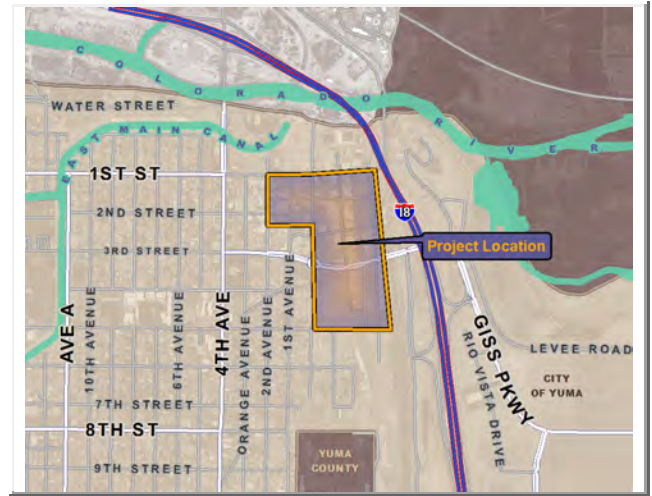 COLORADO RIVER
WATER STREET
EAST MAIN CANAL
1ST ST
2ND STREET
18
3RD STREET
Project Location
AVE A
10TH AVENUE
6TH AVENUE
4TH AVE
ORANGE AVENUE
2ND AVENUE
1ST AVENUE
GISS PKWY
RIO VISTA DRIVE
LEVEE ROAD
CITY
OF YUMA
7TH STREET
8TH ST
9TH STREET
YUMA
COUNTY